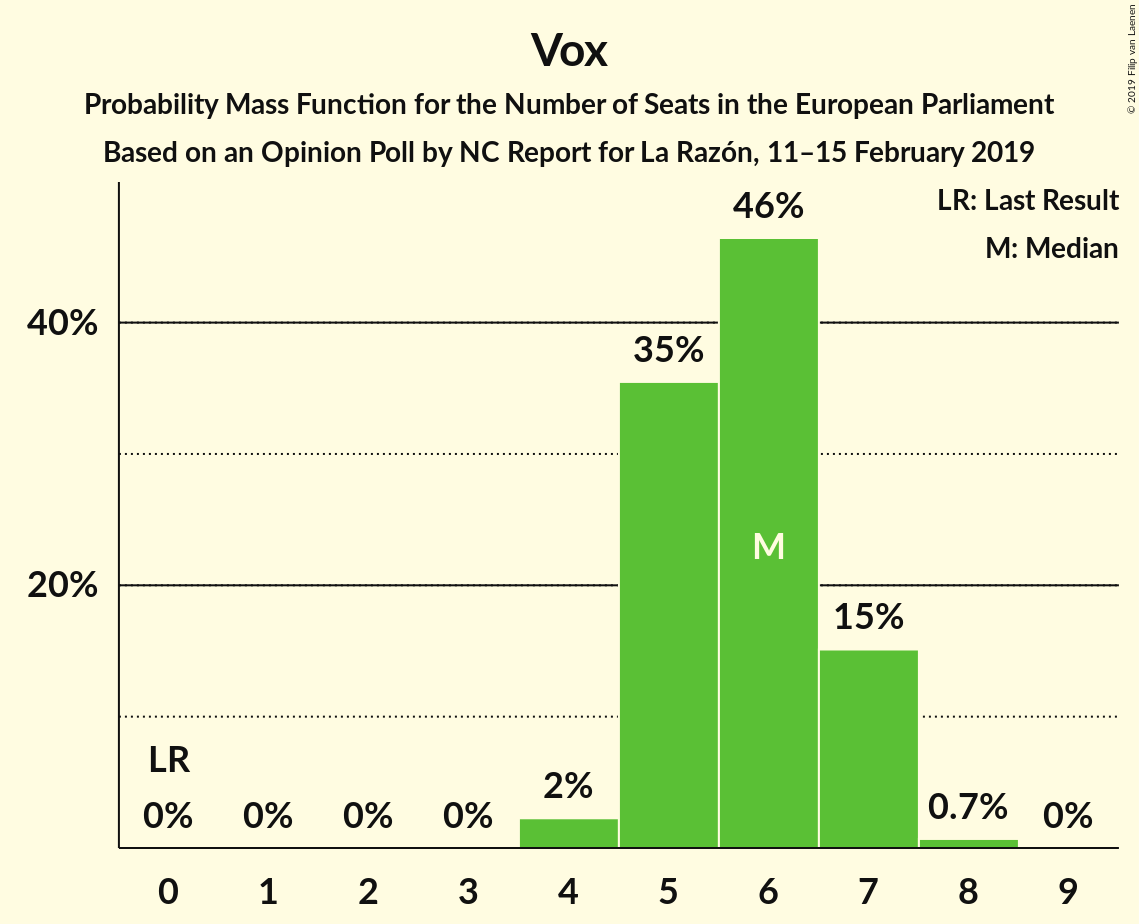 Vox
Probability Mass Function for the Number of Seats in the European Parliament
Based on an Opinion Poll by NC Report for La Razón, 11–15 February 2019
© 2019 Filip van Laenen
LR: Last Result
M: Median
46%
40%
35%
M
20%
15%
LR
0%
0%
0%
0%
2%
0.7%
0%
0 1 2 3 4 5 6 7 8 9